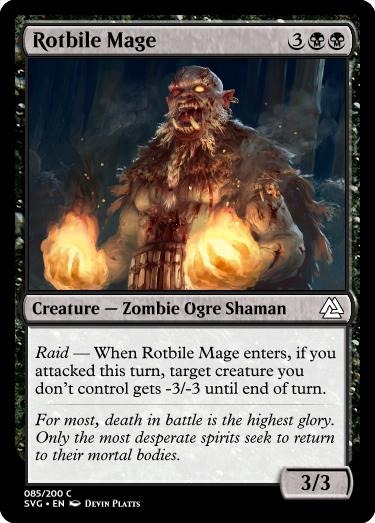 Rotbile Mage 3
Creature — Zombie Ogre Shaman
Raid — When Rotbile Mage enters, if you
attacked this turn, target creature you
don't control gets -3/-3 until end of turn.
For most, death in battle is the highest glory.
Only the most desperate spirits seek to return
to their mortal bodies.
3/3
085/200 C
SVG • EN Devin Platts